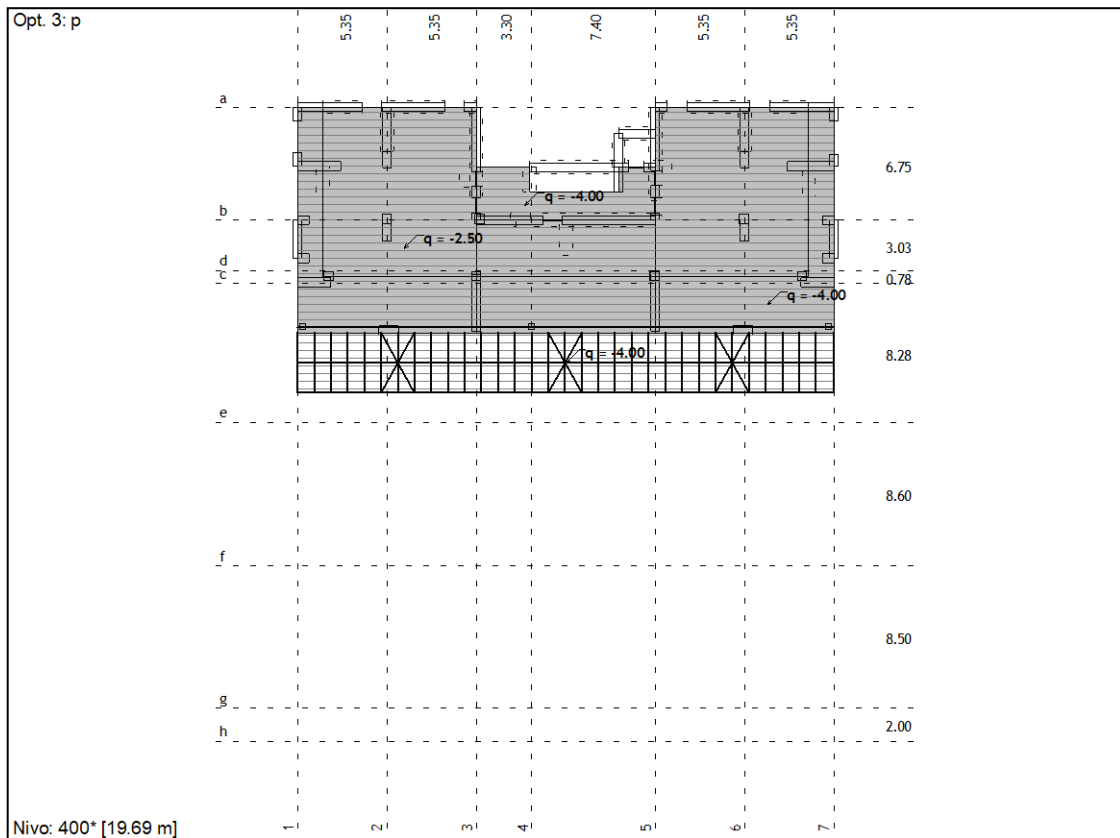 Opt. 3: p
5.35
5.35
3.30
7.40
5.35
5.35
a
6.75
q = -4.00
b
q = -2.50
3.03
d
c
0.78
q = -4.00
q = -4.00
8.28
e
8.60
f
8.50
g
2.00
h
Nivo: 400* [19.69 m]
1
2
3
4
5
6
7